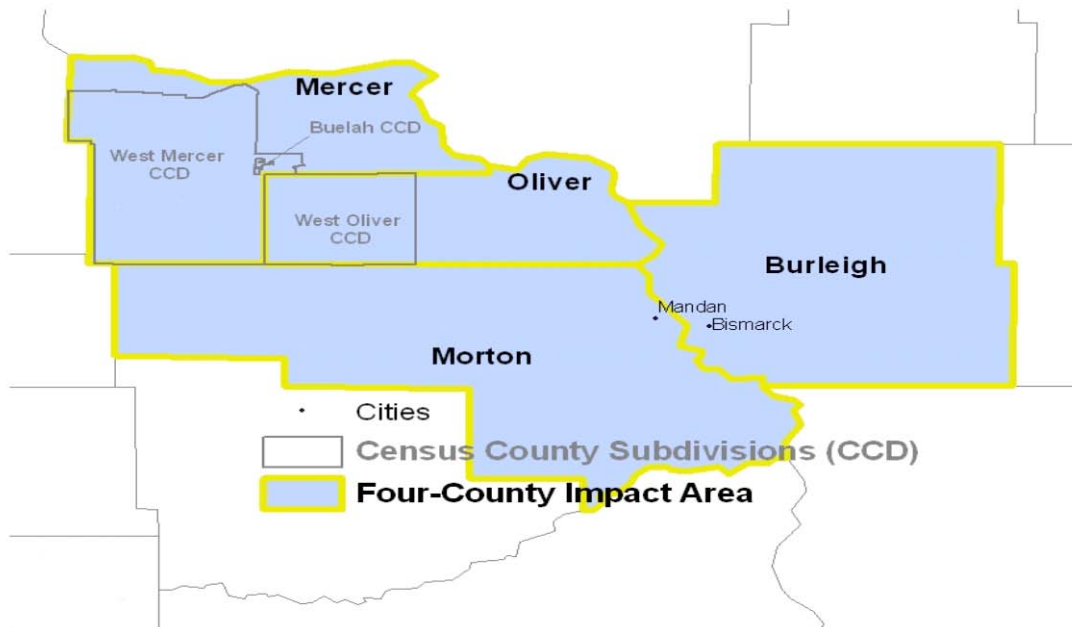 Mercer
Buelah CCD
West Mercer
CCD
Oliver
West Oliver
CCD
Burleigh
Mandan
Bismarck
Morton
Cities
Census County Subdivisions (CCD)
Four-County Impact Area